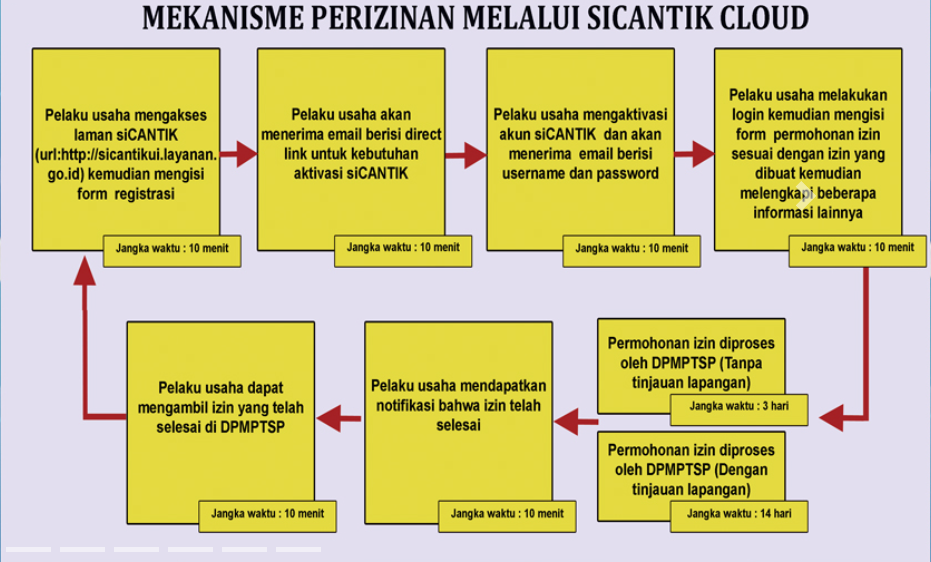 MEKANISME PERIZINAN MELALUI SICANTIK CLOUD
Pelaku usaha mengakses
laman siCANTIK
(url:http://sicantikui.layanan.
go.id) kemudian mengisi
form registrasi
Jangka waktu : 10 menit
Pelaku usaha akan
menerima email berisi direct
link untuk kebutuhan
aktivasi siCANTIK
Jangka waktu : 10 menit
Pelaku usaha mengaktivasi
akun siCANTIK dan akan
menerima email berisi
username dan password
Jangka waktu : 10 menit
Pelaku usaha melakukan
login kemudian mengisi
form permohonan izin
sesuai dengan izin yang
dibuat kemudian
melengkapi beberapa
informasi lainnya
Jangka waktu : 10 menit
Permohonan izin diproses
oleh DPMPTSP (Tanpa
tinjauan lapangan)
Jangka waktu : 3 hari
Permohonan izin diproses
oleh DPMPTSP (Dengan
tinjauan lapangan)
Jangka waktu : 14 hari
Pelaku usaha mendapatkan
notifikasi bahwa izin telah
selesai
Jangka waktu : 10 menit
Pelaku usaha dapat
mengambil izin yang telah
selesai di DPMPTSP
Jangka waktu : 10 menit